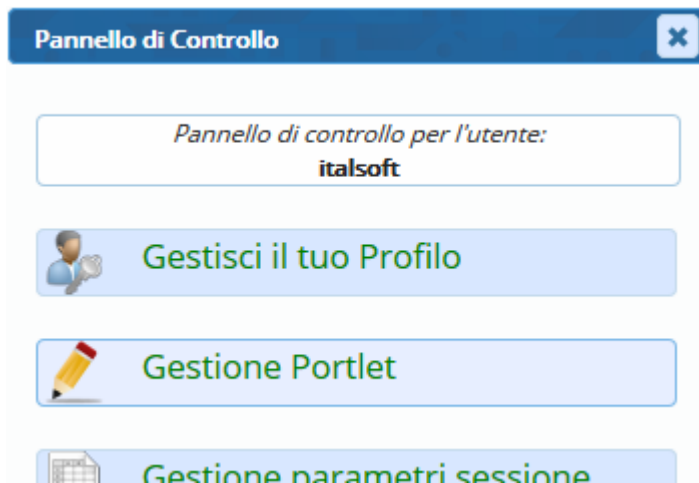 Pannello di Controllo
Pannello di controllo per l'utente:
italsoft
Gestisci il tuo Profilo
Gestione Portlet
Gestione parametri sessione